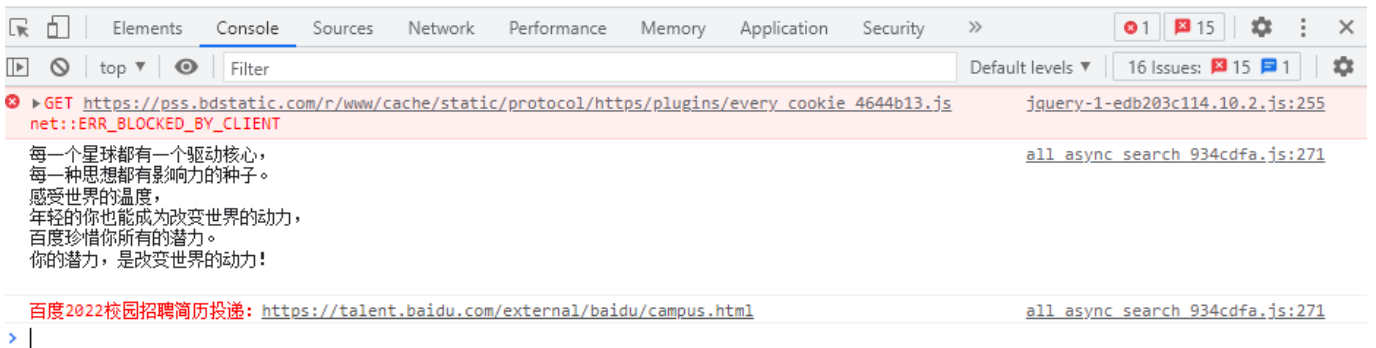 Elements Console Sources Network Performance Memory Application Security » 1 15
top ▼ Filter Default levels ▼ 16 Issues: 15 1
▶GET https://pss.bdstatic.com/r/www/cache/static/protocol/https/plugins/every_cookie_4644b13.js jquery-1-edb203c114.10.2.js:255
net::ERR_BLOCKED_BY_CLIENT
每一个星球都有一个驱动核心， all_async_search_934cdfa.js:271
每一种思想都有影响力的种子。
感受世界的温度，
年轻的你也能成为改变世界的动力，
百度珍惜你所有的潜力。
你的潜力，是改变世界的动力！
百度2022校园招聘简历投递：https://talent.baidu.com/external/baidu/campus.html all_async_search_934cdfa.js:271
>